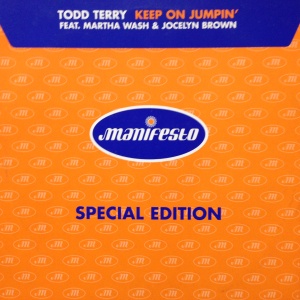 TODD TERRY KEEP ON JUMPIN'
FEAT. MARTHA WASH & JOCELYN BROWN
manifesto
SPECIAL EDITION